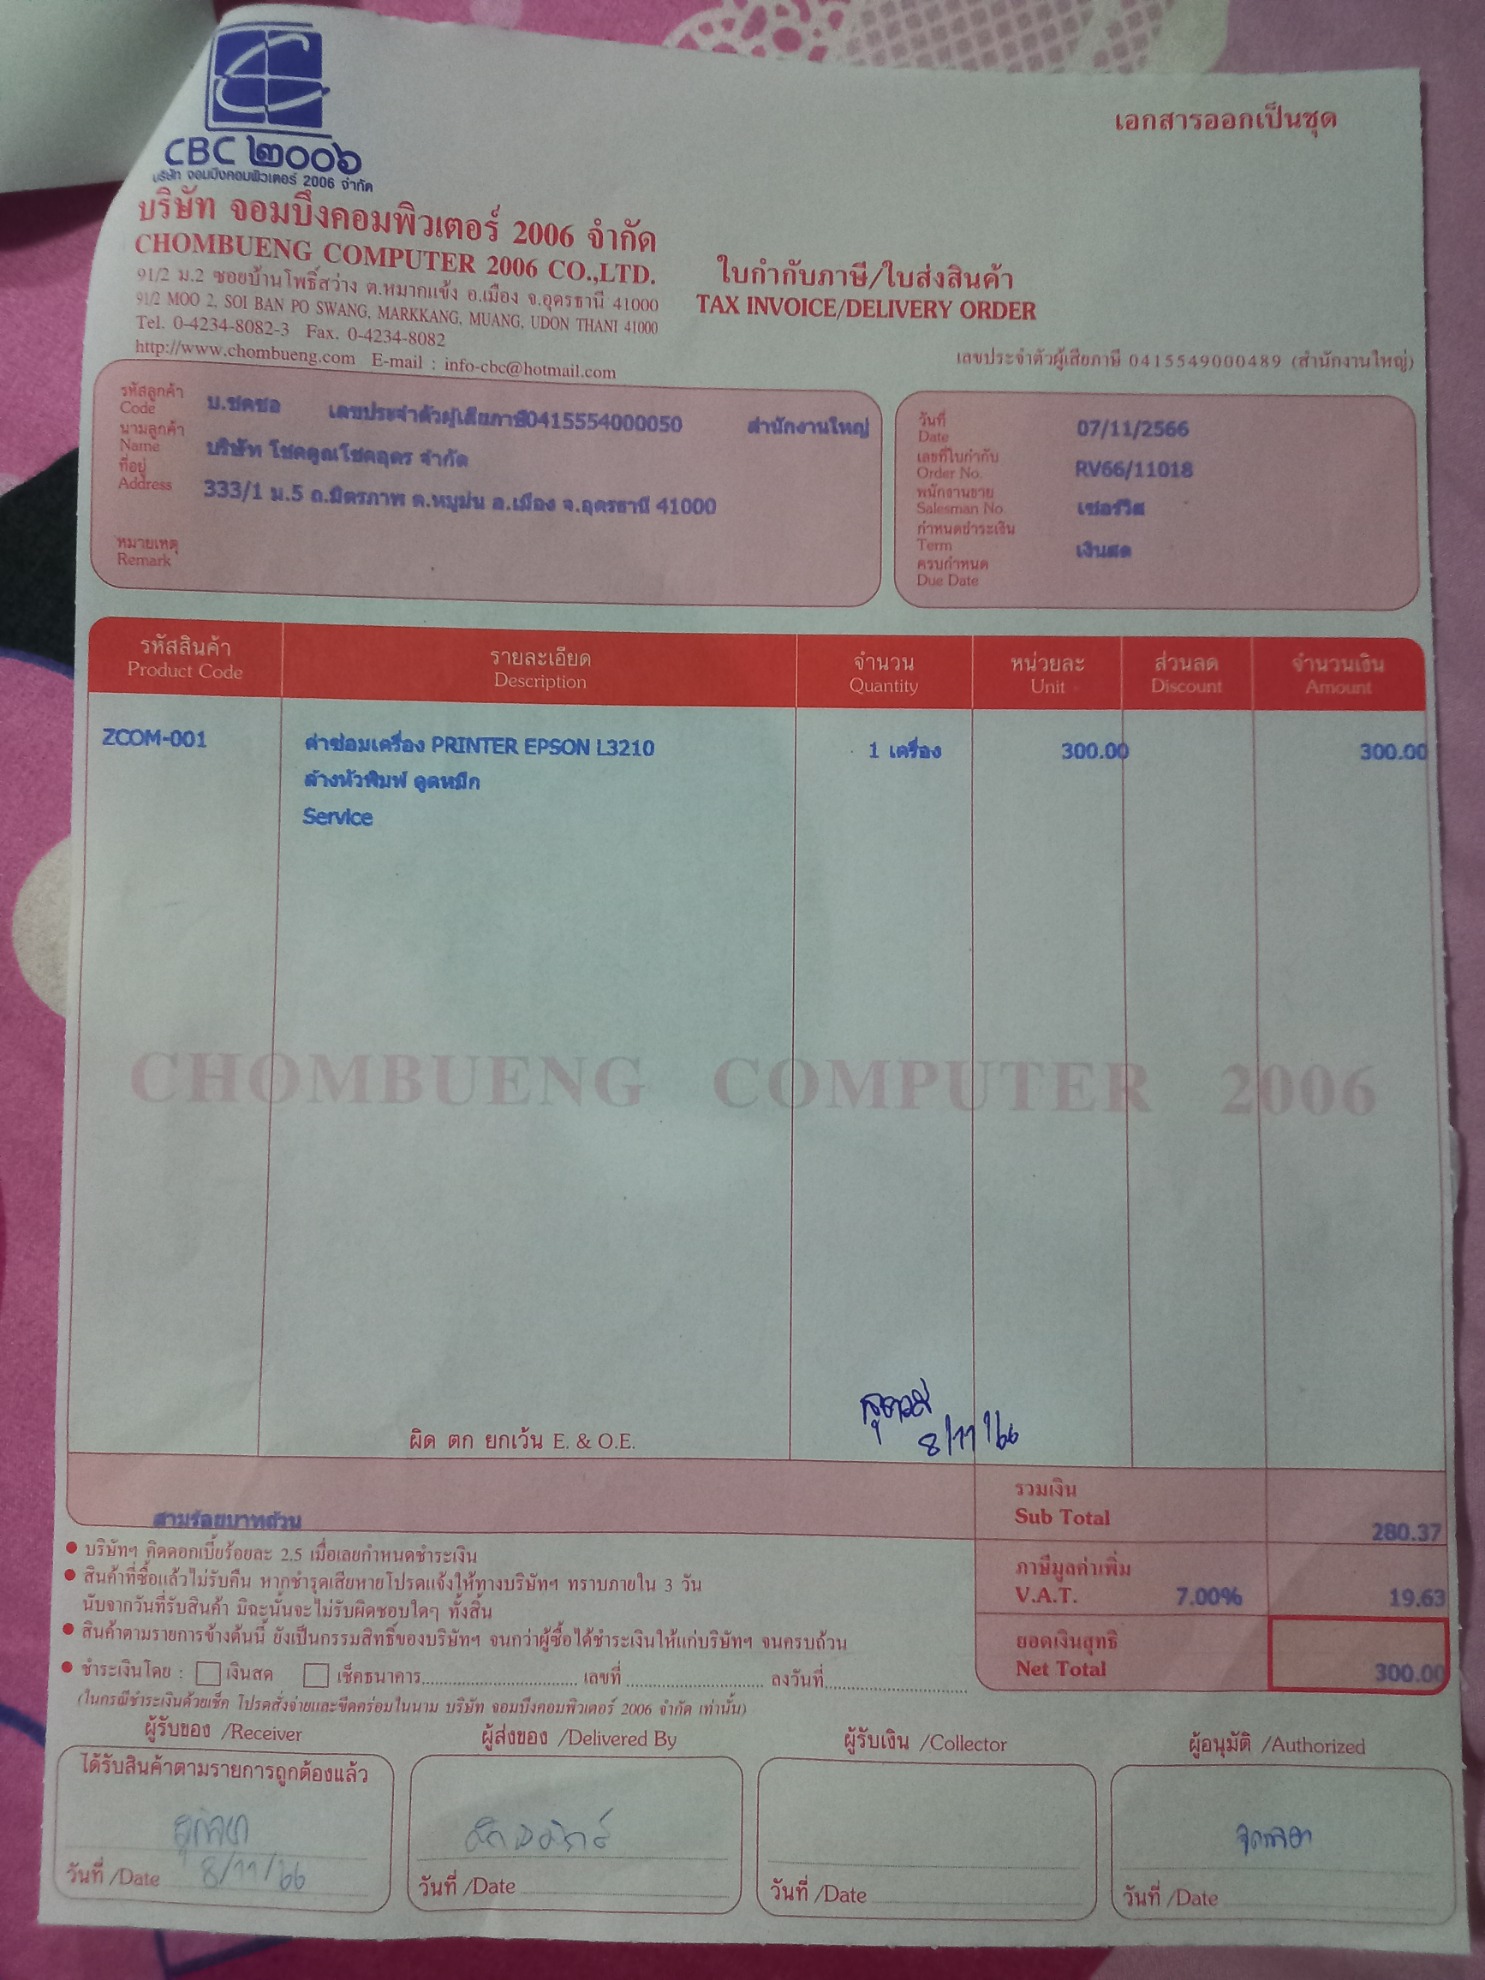 เอกสารออกเป็นชุด
CBC ๒๐๐๖
บริษัท จอมบึงคอมพิวเตอร์ 2006 จำกัด
บริษัท จอมบึงคอมพิวเตอร์ 2006 จำกัด
CHOMBUENG COMPUTER 2006 CO.,LTD.
91/2 ม.2 ซอยบ้านโพธิ์สว่าง ต.หมากแข้ง อ.เมือง จ.อุดรธานี 41000
91/2 MOO 2, SOI BAN PO SWANG, MARKKANG, MUANG, UDON THANI 41000
Tel. 0-4234-8082-3 Fax. 0-4234-8082
http://www.chombueng.com E-mail : info-cbc@hotmail.com
ใบกำกับภาษี/ใบส่งสินค้า
TAX INVOICE/DELIVERY ORDER
เลขประจำตัวผู้เสียภาษี 0415549000489 (สำนักงานใหญ่)
รหัสลูกค้า
Code บ.ชดชอ เลขประจำตัวผู้เสียภาษี0415554000050 สำนักงานใหญ่
นามลูกค้า
Name บริษัท โชคคูณโชคอุดร จำกัด
ที่อยู่
Address 333/1 ม.5 ถ.มิตรภาพ ต.หมูม่น อ.เมือง จ.อุดรธานี 41000
หมายเหตุ
Remark
วันที่
Date 07/11/2566
เลขที่ใบกำกับ
Order No. RV66/11018
พนักงานขาย
Salesman No. เซอร์วิส
กำหนดชำระเงิน
Term เงินสด
ครบกำหนด
Due Date
รหัสสินค้า รายละเอียด จำนวน หน่วยละ ส่วนลด จำนวนเงิน
Product Code Description Quantity Unit Discount Amount
ZCOM-001 ค่าซ่อมเครื่อง PRINTER EPSON L3210 1 เครื่อง 300.00 300.00
ล้างหัวพิมพ์ ดูดหมึก
Service
CHOMBUENG COMPUTER 2006
8/11/66
ผิด ตก ยกเว้น E. & O.E.
สามร้อยบาทถ้วน
รวมเงิน
Sub Total 280.37
ภาษีมูลค่าเพิ่ม
V.A.T. 7.00% 19.63
ยอดเงินสุทธิ
Net Total 300.00
● บริษัทฯ คิดดอกเบี้ยร้อยละ 2.5 เมื่อเลยกำหนดชำระเงิน
● สินค้าที่ซื้อแล้วไม่รับคืน หากชำรุดเสียหายโปรดแจ้งให้ทางบริษัทฯ ทราบภายใน 3 วัน
นับจากวันที่รับสินค้า มิฉะนั้นจะไม่รับผิดชอบใดๆ ทั้งสิ้น
● สินค้าตามรายการข้างต้นนี้ ยังเป็นกรรมสิทธิ์ของบริษัทฯ จนกว่าผู้ซื้อได้ชำระเงินให้แก่บริษัทฯ จนครบถ้วน
● ชำระเงินโดย : เงินสด เช็คธนาคาร เลขที่ ลงวันที่
(ในกรณีชำระเงินด้วยเช็ค โปรดสั่งจ่ายและขีดคร่อมในนาม บริษัท จอมบึงคอมพิวเตอร์ 2006 จำกัด เท่านั้น)
ผู้รับของ /Receiver ผู้ส่งของ /Delivered By ผู้รับเงิน /Collector ผู้อนุมัติ /Authorized
ได้รับสินค้าตามรายการถูกต้องแล้ว
วันที่ /Date 8/11/66 วันที่ /Date วันที่ /Date วันที่ /Date